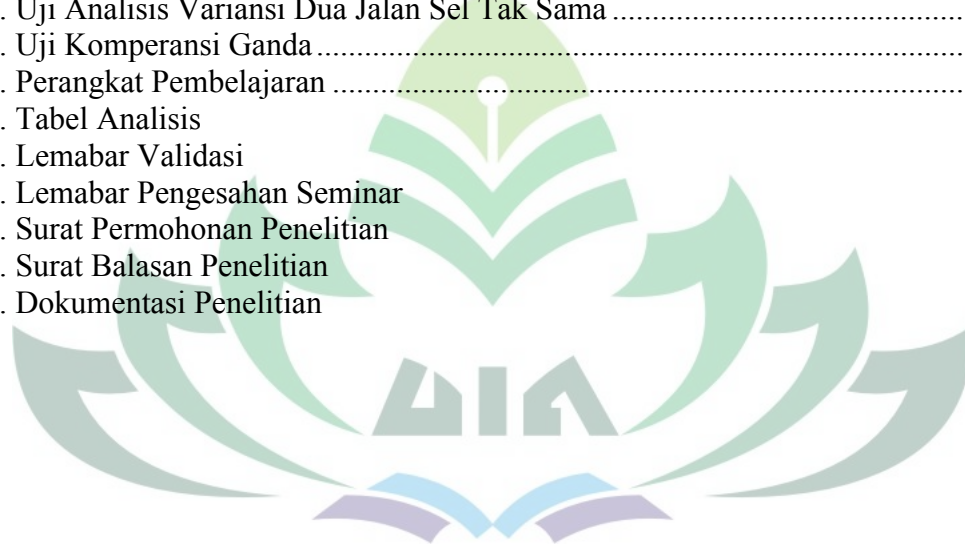 . Uji Analisis Variansi Dua Jalan Sel Tak Sama ..........................................
. Uji Komperansi Ganda ..................................................................................
. Perangkat Pembelajaran ................................................................................
. Tabel Analisis
. Lemabar Validasi
. Lemabar Pengesahan Seminar
. Surat Permohonan Penelitian
. Surat Balasan Penelitian
. Dokumentasi Penelitian
UIN